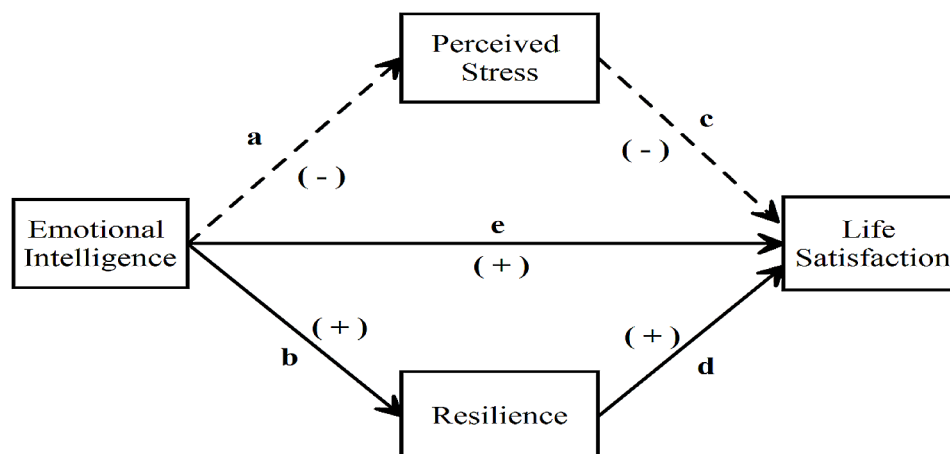 Perceived
Stress
a
c
( - )
( - )
Emotional
Intelligence
e
( + )
Life
Satisfaction
( + )
b
( + )
d
Resilience